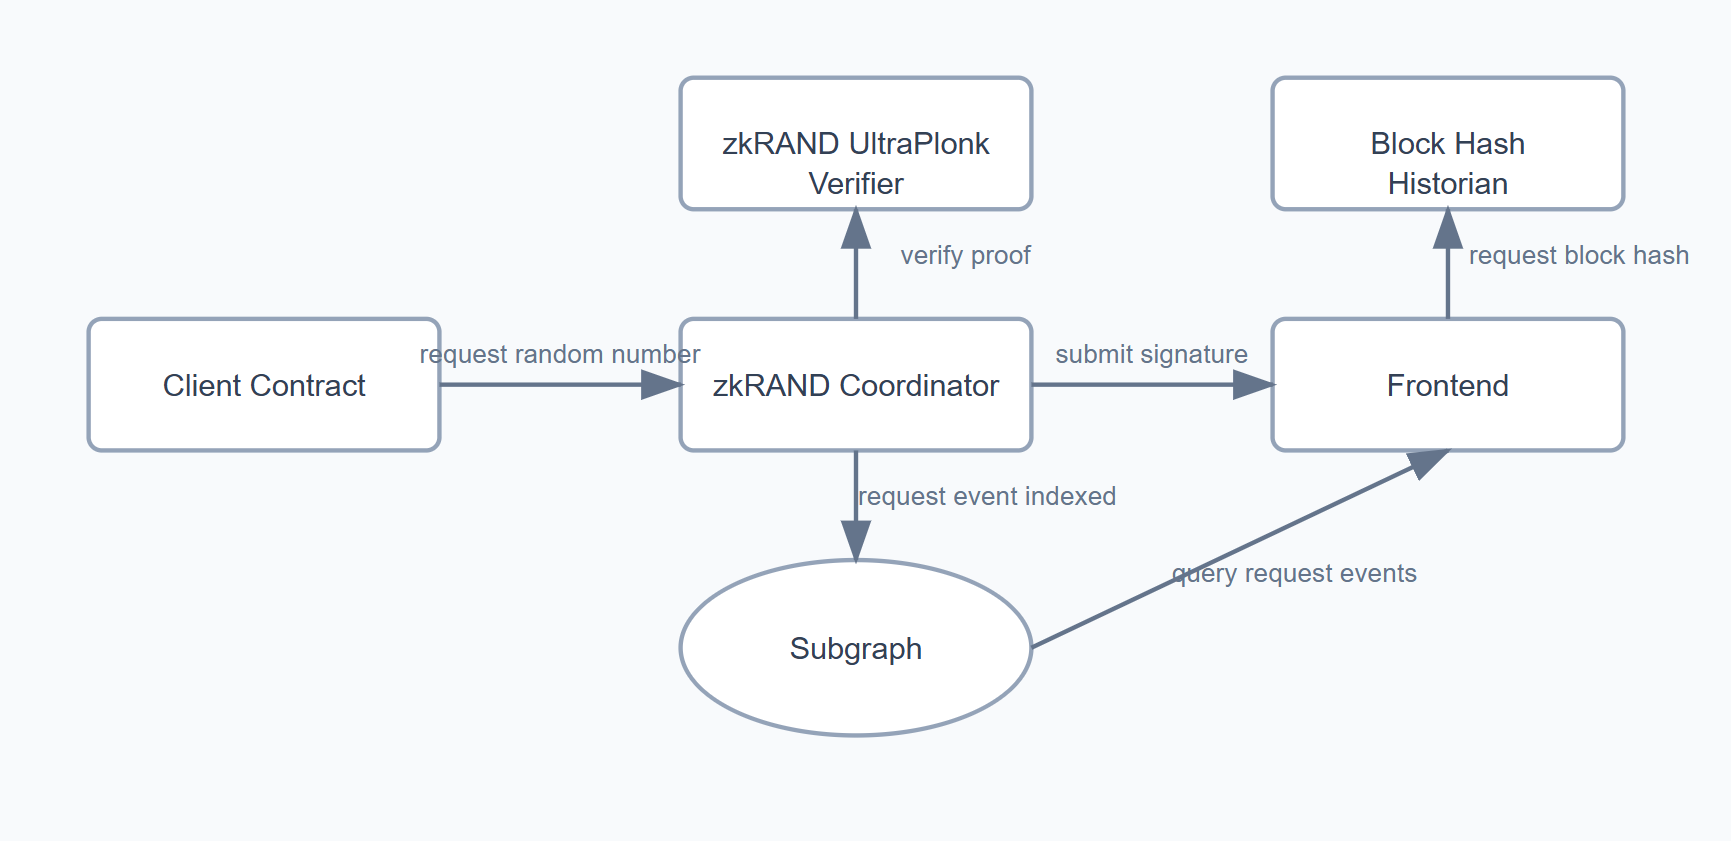 zkRAND UltraPlonk
Verifier
Block Hash
Historian
verify proof
request block hash
Client Contract
request random number
zkRAND Coordinator
submit signature
Frontend
request event indexed
query request events
Subgraph